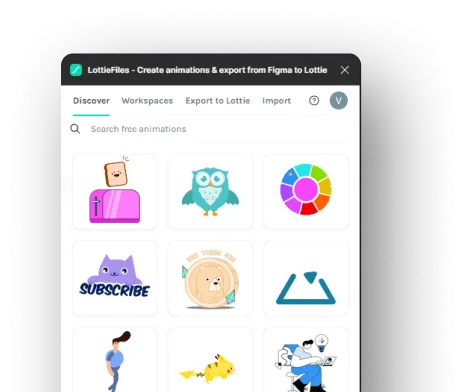 LottieFiles - Create animations & export from Figma to Lottie
Discover Workspaces Export to Lottie Import ? V
Search free animations
SUBSCRIBE